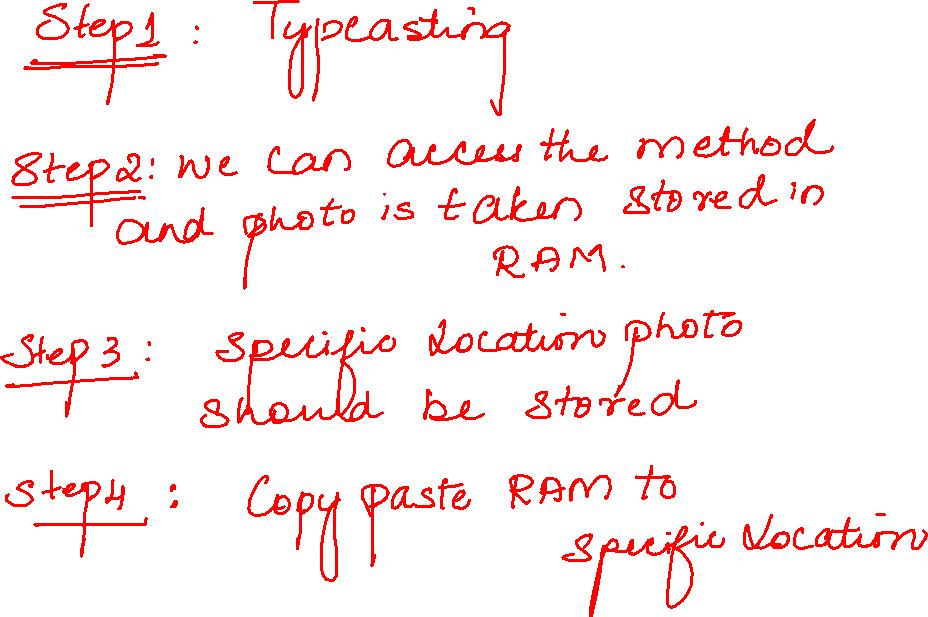 Step1 : Typecasting
Step2: we can access the method
and photo is taken stored in
RAM.
Step 3 : Specific Location photo
should be stored
Step4 : Copy paste RAM to
specific Location